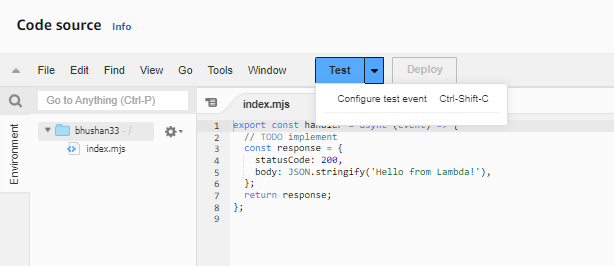 Code source Info
File Edit Find View Go Tools Window Test Deploy
Go to Anything (Ctrl-P)
index.mjs
Configure test event Ctrl-Shift-C
Environment
bhushan33 - /
index.mjs
1 export const handler = async (event) => {
2 // TODO implement
3 const response = {
4 statusCode: 200,
5 body: JSON.stringify('Hello from Lambda!'),
6 };
7 return response;
8 };
9